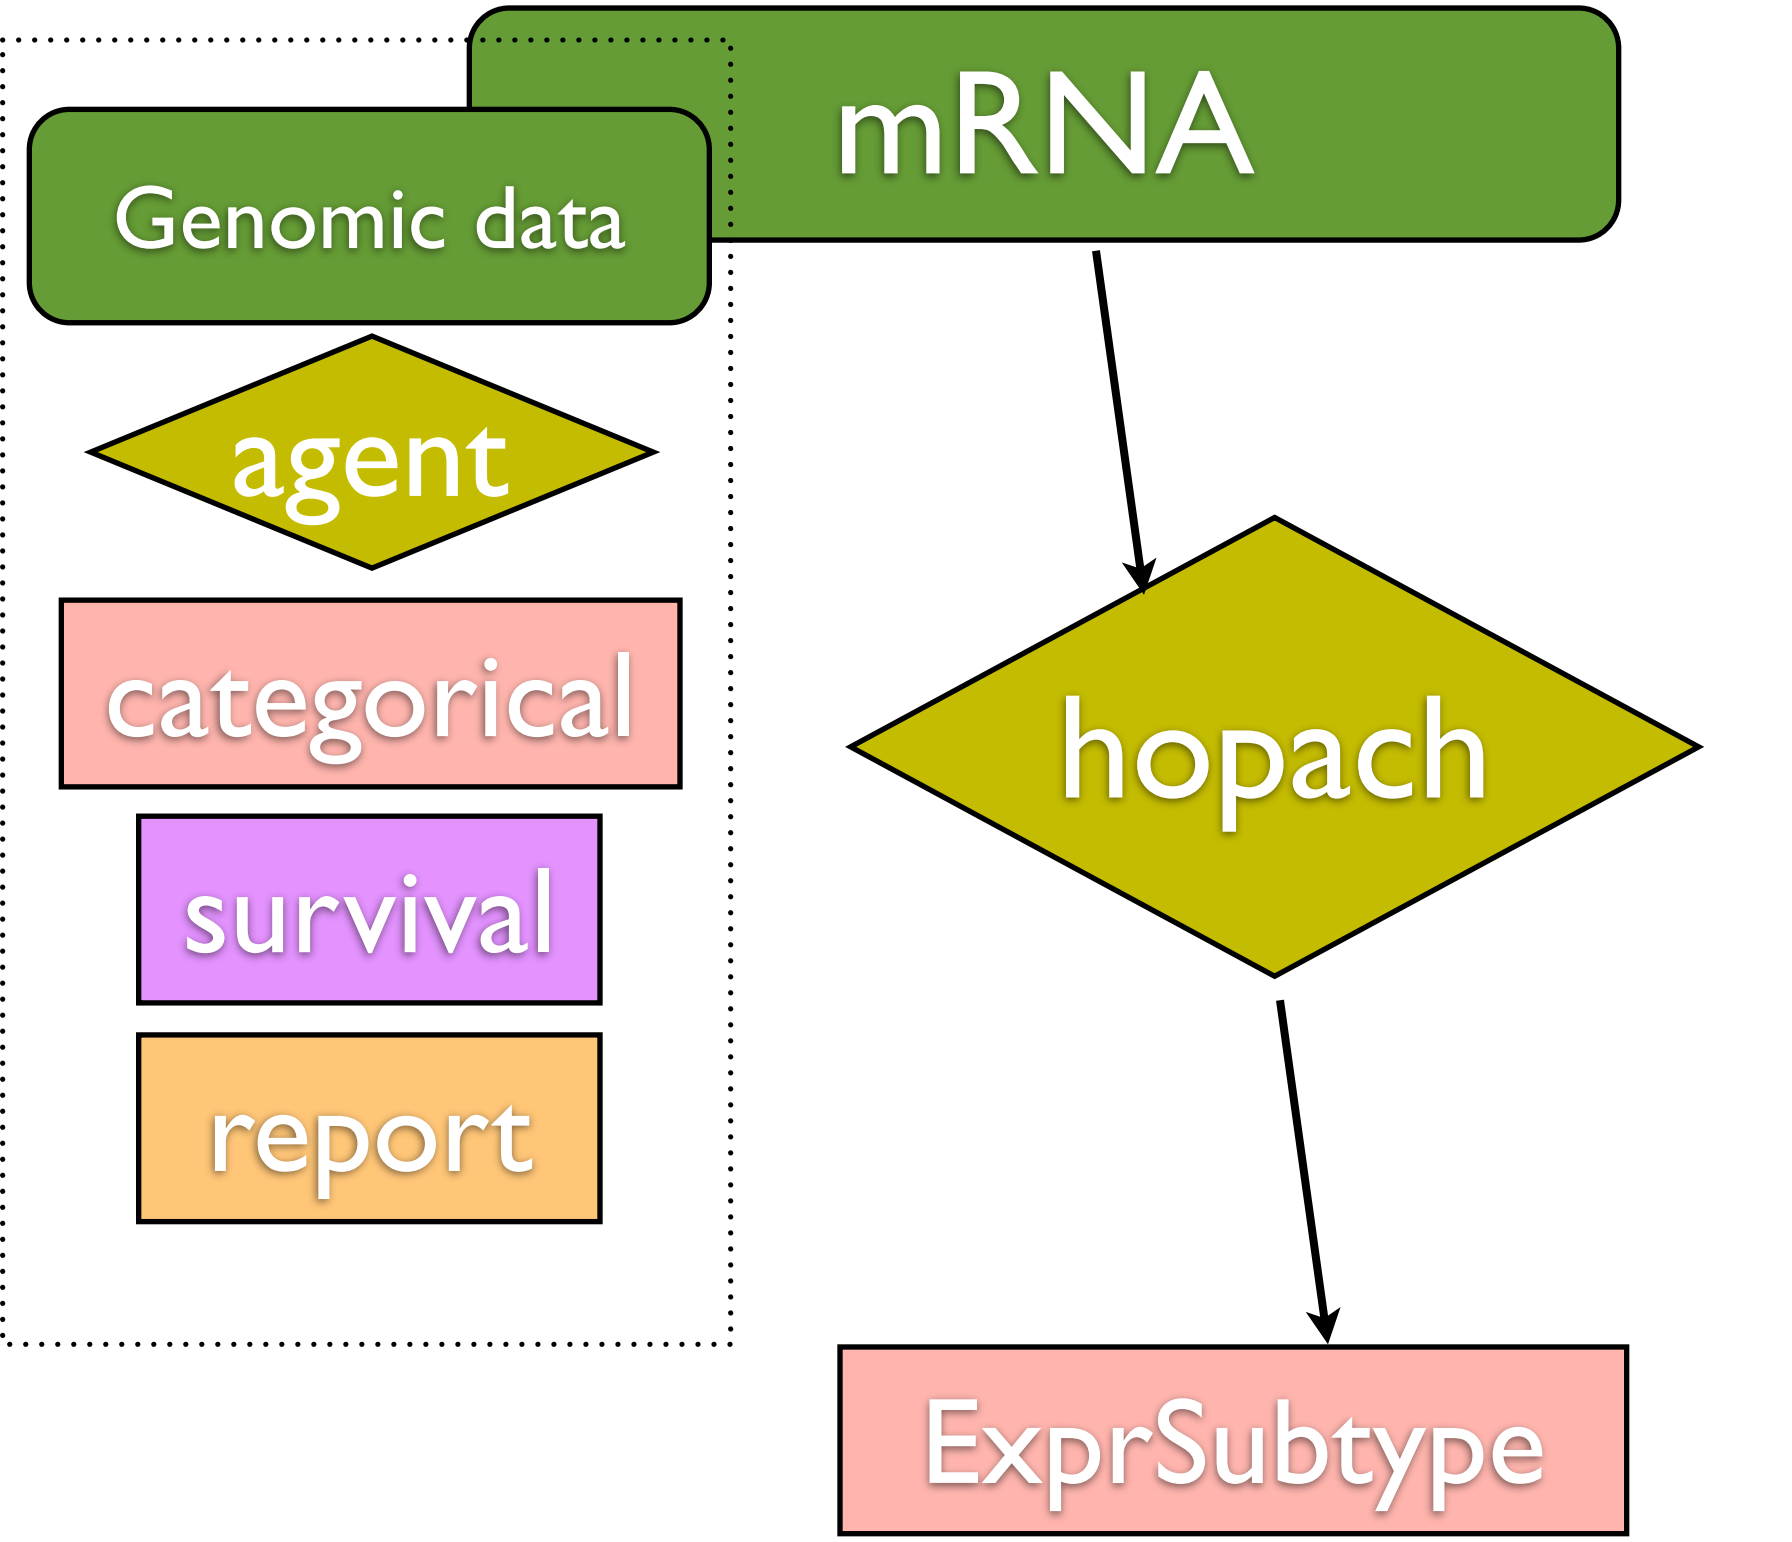 mRNA
Genomic data
agent
categorical
survival
report
hopach
ExprSubtype